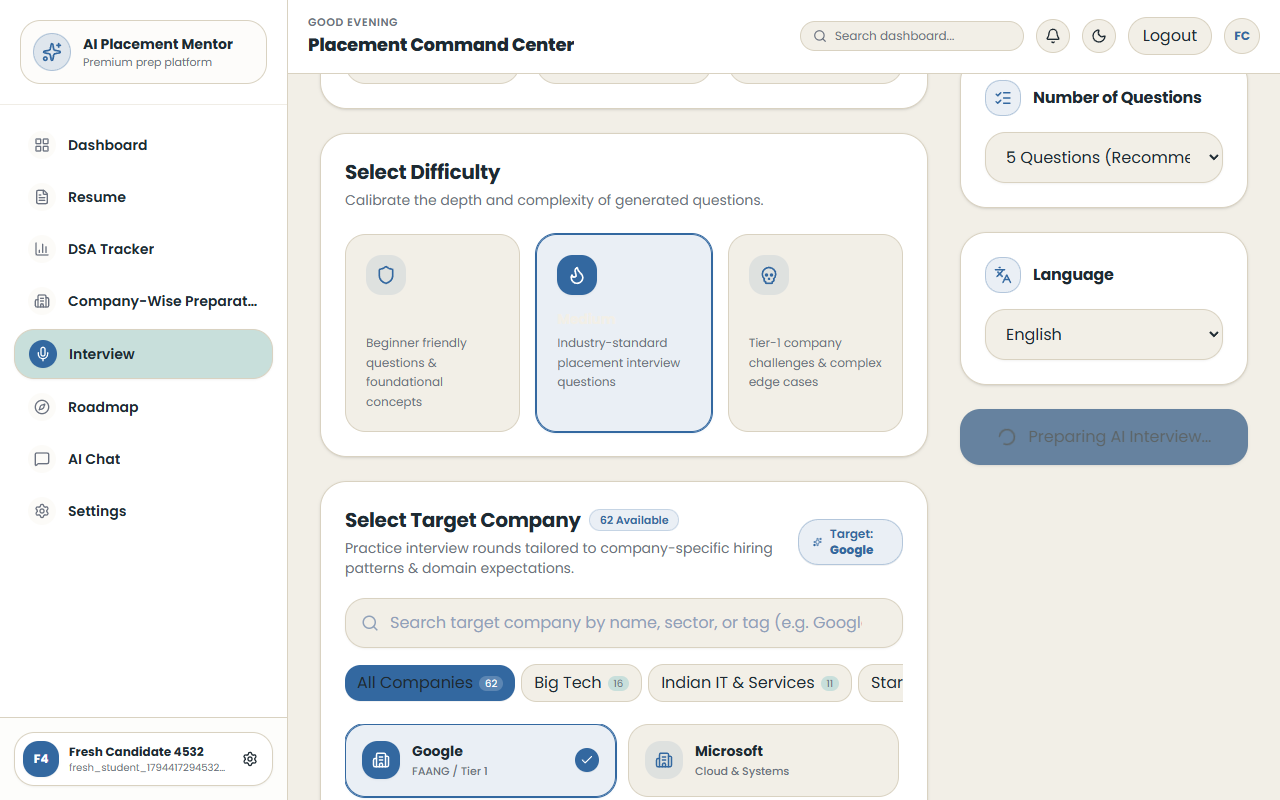 AI Placement Mentor
Premium prep platform
Dashboard
Resume
DSA Tracker
Company-Wise Preparat...
Interview
Roadmap
AI Chat
Settings
F4
Fresh Candidate 4532
fresh_student_1794417294532...
GOOD EVENING
Placement Command Center
Search dashboard...
Logout
FC
Select Difficulty
Calibrate the depth and complexity of generated questions.
Beginner friendly
questions &
foundational
concepts
Industry-standard
placement interview
questions
Tier-1 company
challenges & complex
edge cases
Select Target Company
62 Available
Practice interview rounds tailored to company-specific hiring
patterns & domain expectations.
Target:
Google
Search target company by name, sector, or tag (e.g. Googl
All Companies 62
Big Tech 16
Indian IT & Services 11
Star
Google
FAANG / Tier 1
Microsoft
Cloud & Systems
Number of Questions
5 Questions (Recomme
Language
English
Preparing AI Interview...